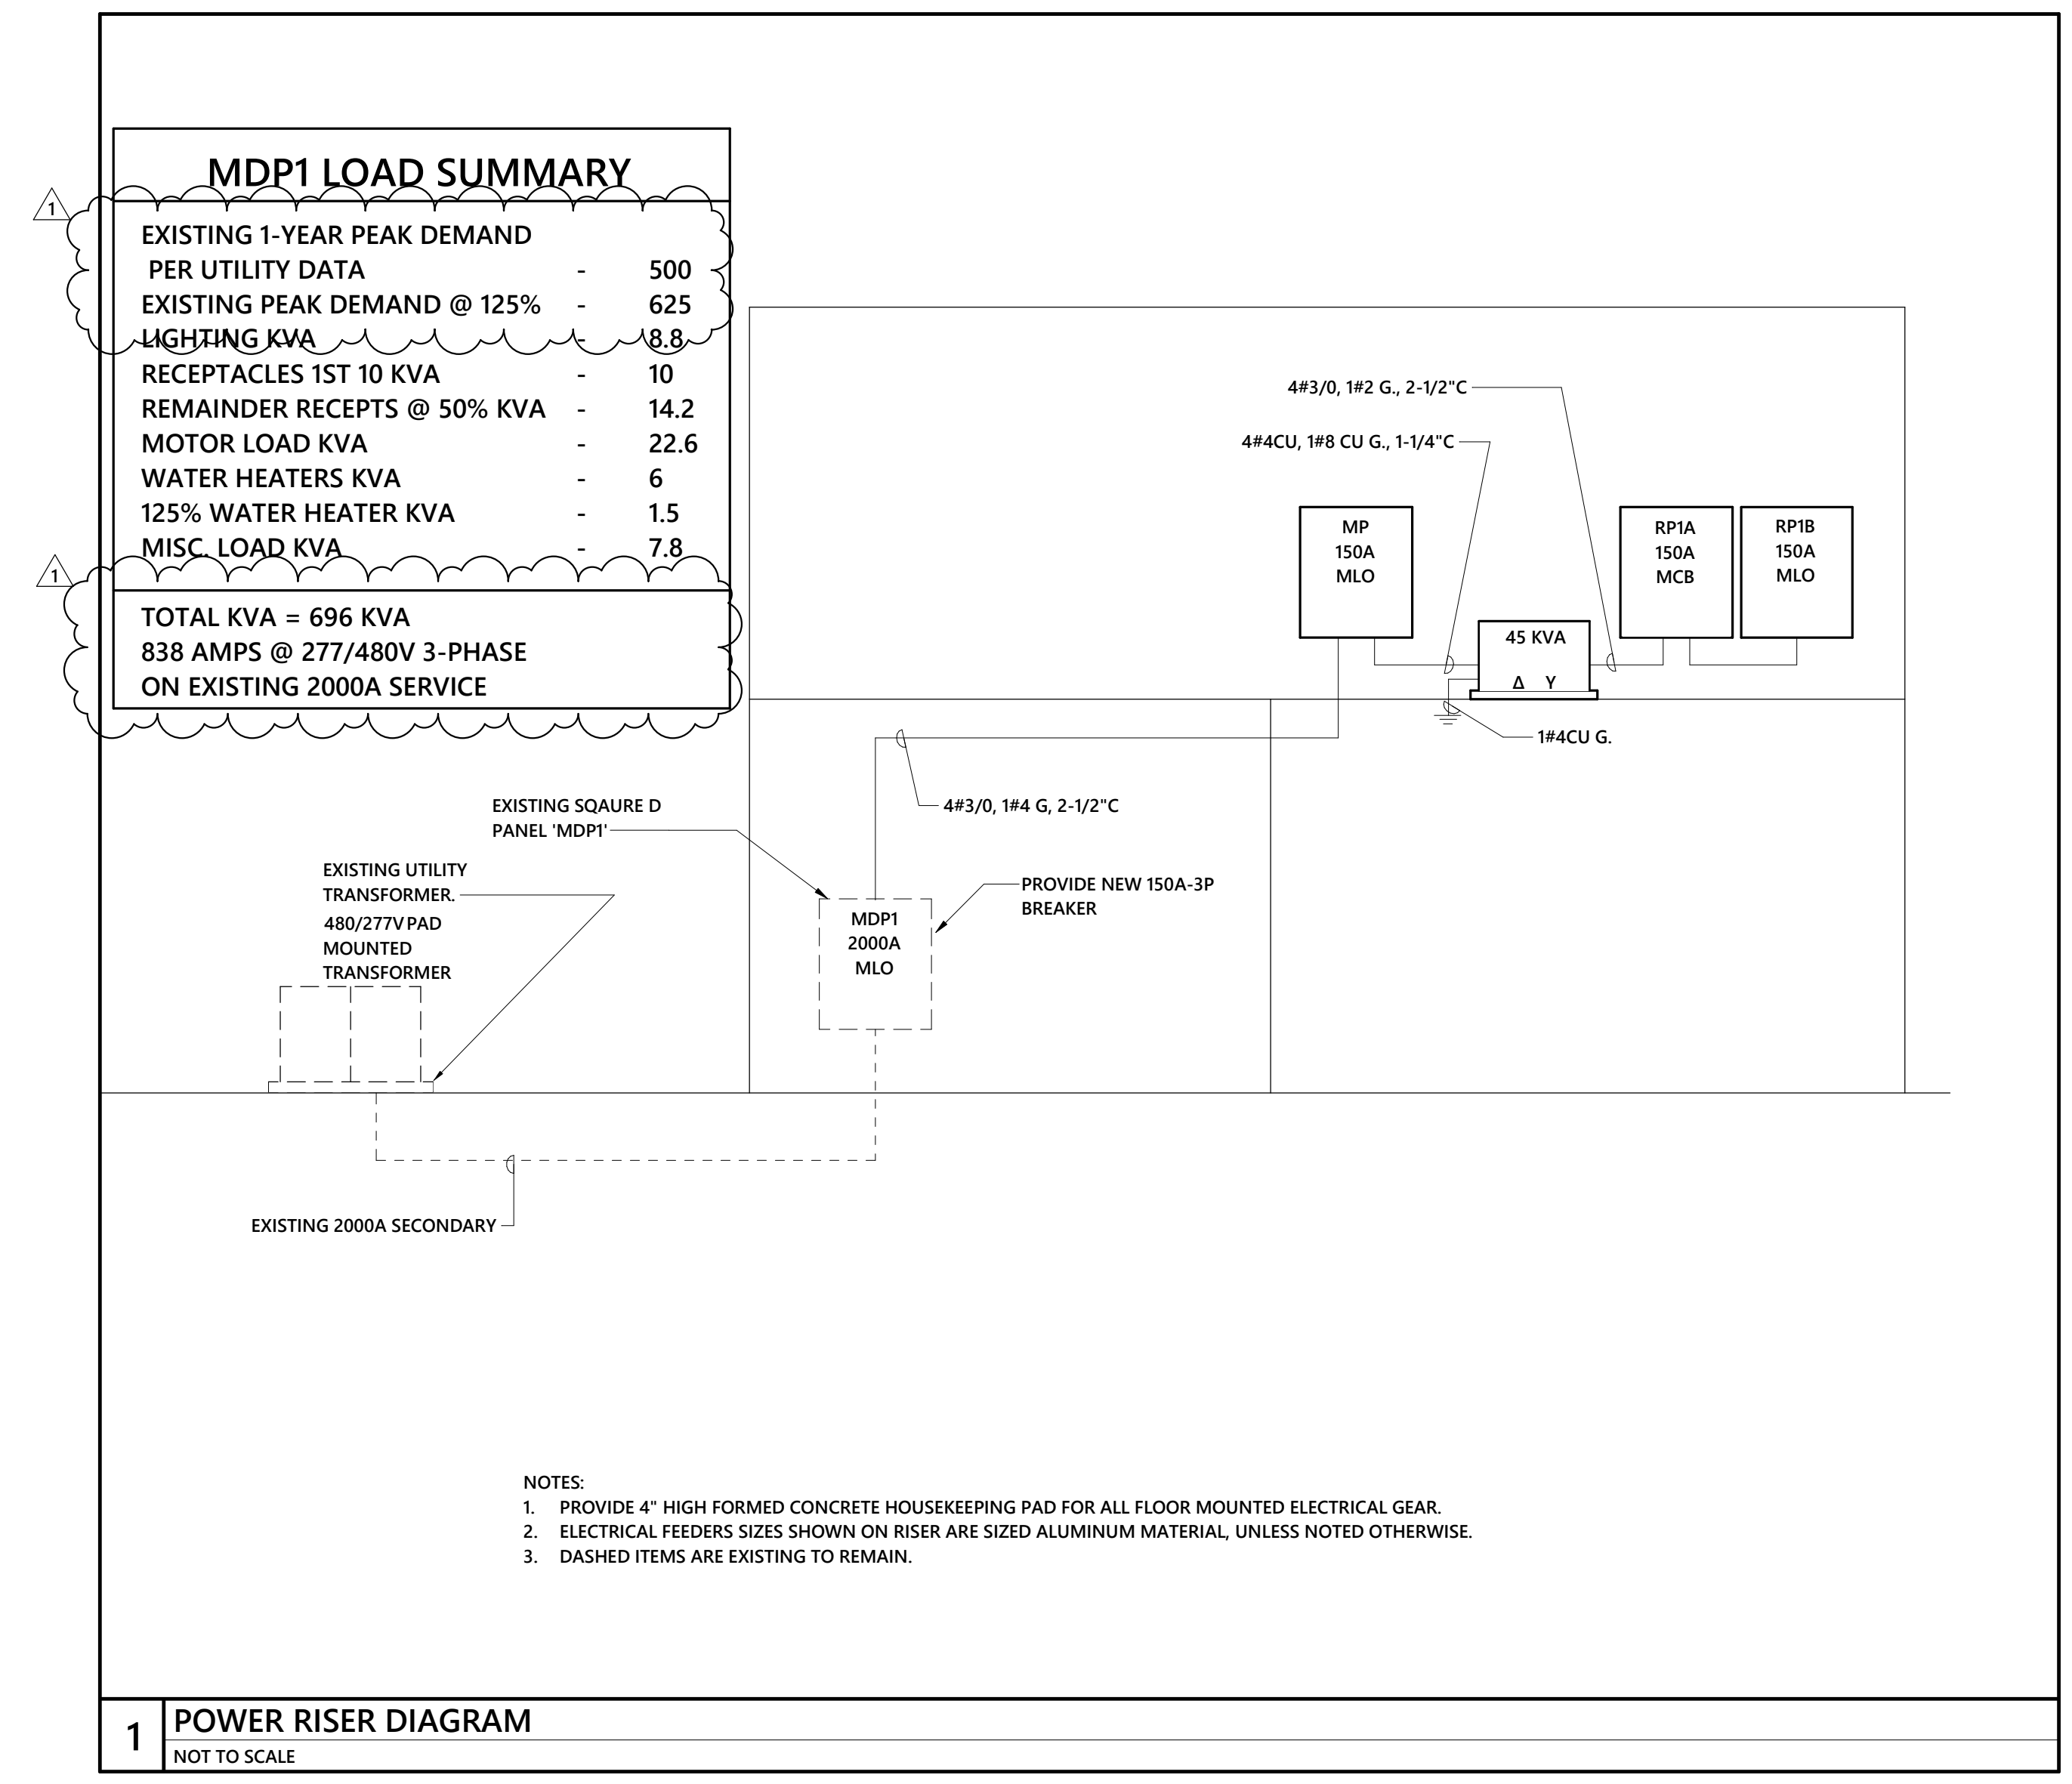 MDP1 LOAD SUMMARY
1
EXISTING 1-YEAR PEAK DEMAND
PER UTILITY DATA - 500
EXISTING PEAK DEMAND @ 125% - 625
LIGHTING KVA - 8.8
RECEPTACLES 1ST 10 KVA - 10
REMAINDER RECEPTS @ 50% KVA - 14.2
MOTOR LOAD KVA - 22.6
WATER HEATERS KVA - 6
125% WATER HEATER KVA - 1.5
MISC. LOAD KVA - 7.8
1
TOTAL KVA = 696 KVA
838 AMPS @ 277/480V 3-PHASE
ON EXISTING 2000A SERVICE
4#3/0, 1#2 G., 2-1/2"C
4#4CU, 1#8 CU G., 1-1/4"C
MP
150A
MLO
RP1A
150A
MCB
RP1B
150A
MLO
45 KVA
Δ Y
1#4CU G.
4#3/0, 1#4 G, 2-1/2"C
EXISTING SQAURE D
PANEL 'MDP1'
EXISTING UTILITY
TRANSFORMER.
480/277V PAD
MOUNTED
TRANSFORMER
PROVIDE NEW 150A-3P
BREAKER
MDP1
2000A
MLO
EXISTING 2000A SECONDARY
NOTES:
1. PROVIDE 4" HIGH FORMED CONCRETE HOUSEKEEPING PAD FOR ALL FLOOR MOUNTED ELECTRICAL GEAR.
2. ELECTRICAL FEEDERS SIZES SHOWN ON RISER ARE SIZED ALUMINUM MATERIAL, UNLESS NOTED OTHERWISE.
3. DASHED ITEMS ARE EXISTING TO REMAIN.
1
POWER RISER DIAGRAM
NOT TO SCALE